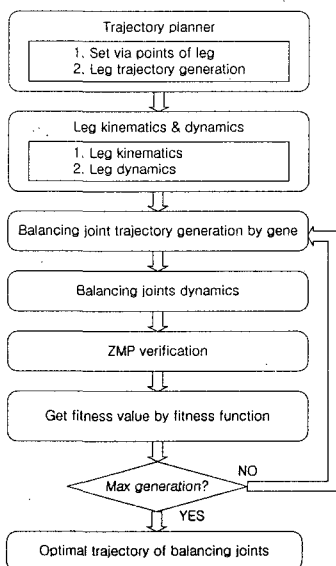 Trajectory planner
1. Set via points of leg
2. Leg trajectory generation
Leg kinematics & dynamics
1. Leg kinematics
2. Leg dynamics
Balancing joint trajectory generation by gene
Balancing joints dynamics
ZMP verification
Get fitness value by fitness function
Max generation?
NO
YES
Optimal trajectory of balancing joints